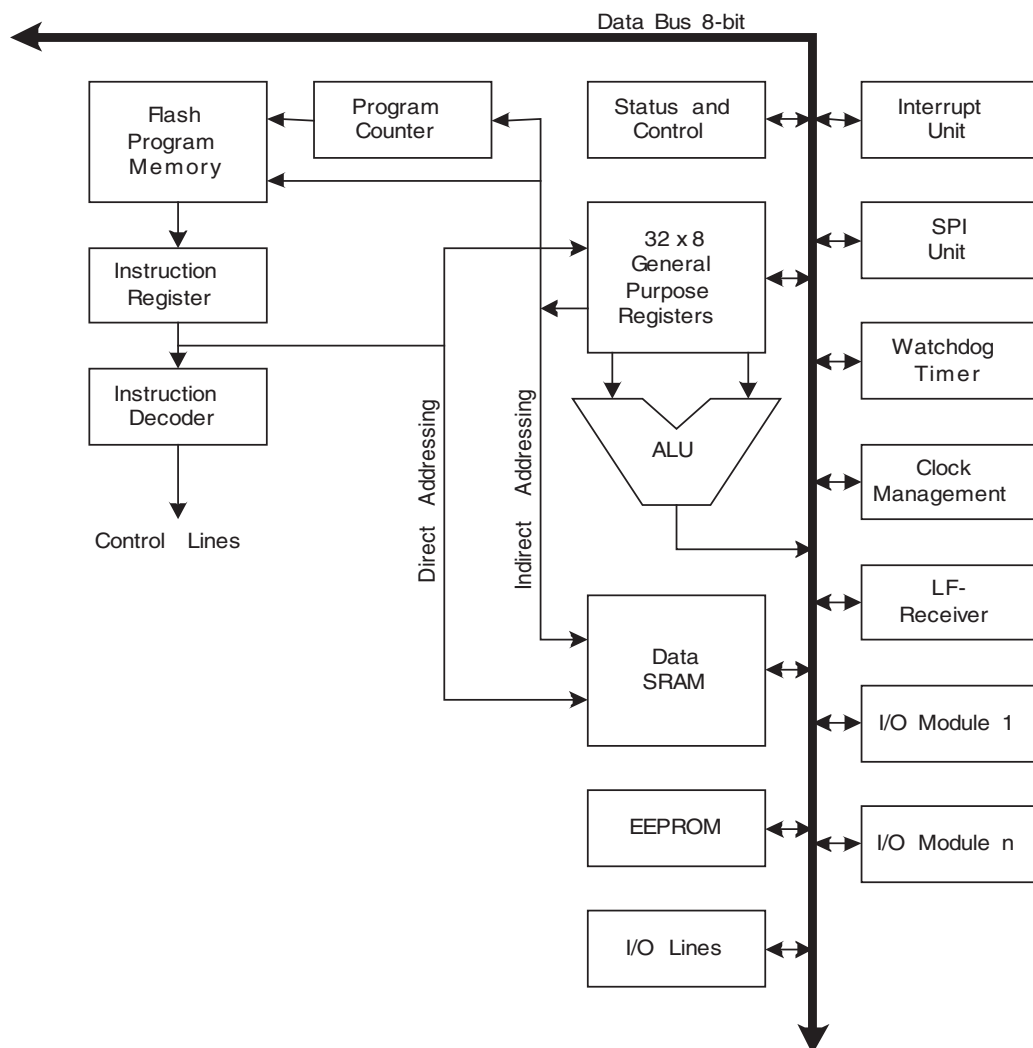 Data Bus 8-bit
Flash
Program
Memory
Program
Counter
Status and
Control
Interrupt
Unit
32 x 8
General
Purpose
Registers
SPI
Unit
Instruction
Register
Watchdog
Timer
Instruction
Decoder
ALU
Clock
Management
Control Lines
Direct Addressing
Indirect Addressing
LF-
Receiver
Data
SRAM
I/O Module 1
EEPROM
I/O Module n
I/O Lines